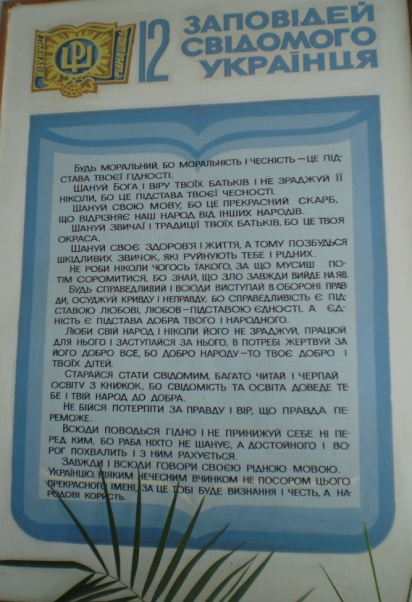 12 ЗАПОВІДЕЙ
СВІДОМОГО
УКРАЇНЦЯ
БУДЬ МОРАЛЬНИЙ, БО МОРАЛЬНІСТЬ І ЧЕСНІСТЬ – ЦЕ ПІД-
СТАВА ТВОЄЇ ГІДНОСТІ.
ШАНУЙ БОГА І ВІРУ ТВОЇХ БАТЬКІВ І НЕ ЗРАДЖУЙ ЇЇ
НІКОЛИ, БО ЦЕ ПІДСТАВА ТВОЄЇ ЧЕСНОСТІ.
ШАНУЙ СВОЮ МОВУ, БО ЦЕ ПРЕКРАСНИЙ СКАРБ,
ЩО ВІДРІЗНЯЄ НАШ НАРОД ВІД ІНШИХ НАРОДІВ.
ШАНУЙ ЗВИЧАЇ І ТРАДИЦІЇ ТВОЇХ БАТЬКІВ, БО ЦЕ ТВОЯ
ОКРАСА.
ШАНУЙ СВОЄ ЗДОРОВ'Я І ЖИТТЯ, А ТОМУ ПОЗБУДЬСЯ
ШКІДЛИВИХ ЗВИЧОК, ЯКІ РУЙНУЮТЬ ТЕБЕ І РІДНИХ.
НЕ РОБИ НІКОЛИ ЧОГОСЬ ТАКОГО, ЗА ЩО МУСИШ ПО-
ТІМ СОРОМИТИСЯ, БО ЗНАЙ, ЩО ЗЛО ЗАВЖДИ ВИЙДЕ НА ЯВ.
БУДЬ СПРАВЕДЛИВИЙ І ВСЮДИ ВИСТУПАЙ В ОБОРОНІ ПРАВ
ДИ, ОСУДЖУЙ КРИВДУ І НЕПРАВДУ, БО СПРАВЕДЛИВІСТЬ Є ПІД-
СТАВОЮ ЛЮБОВІ, ЛЮБОВ–ПІДСТАВОЮ ЄДНОСТІ, А ЄД-
НІСТЬ Є ПІДСТАВА ДОБРА ТВОГО І НАРОДНОГО.
ЛЮБИ СВІЙ НАРОД І НІКОЛИ ЙОГО НЕ ЗРАДЖУЙ, ПРАЦЮЙ
ДЛЯ НЬОГО І ЗАСТУПАЙСЯ ЗА НЬОГО, В ПОТРЕБІ ЖЕРТВУЙ ЗА
ЙОГО ДОБРО ВСЕ, БО ДОБРО НАРОДУ–ТО ТВОЄ ДОБРО І
ТВОЇХ ДІТЕЙ.
СТАРАЙСЯ СТАТИ СВІДОМИМ, БАГАТО ЧИТАЙ І ЧЕРПАЙ
ОСВІТУ З КНИЖОК, БО СВІДОМІСТЬ ТА ОСВІТА ДОВЕДЕ ТЕ-
БЕ І ТВІЙ НАРОД ДО ДОБРА.
НЕ БІЙСЯ ПОТЕРПІТИ ЗА ПРАВДУ І ВІР, ЩО ПРАВДА ПЕ-
РЕМОЖЕ.
ВСЮДИ ПОВОДЬСЯ ГІДНО І НЕ ПРИНИЖУЙ СЕБЕ НІ ПЕ-
РЕД КИМ, БО РАБА НІХТО НЕ ШАНУЄ, А ДОСТОЙНОГО І ВО-
РОГ ПОХВАЛИТЬ І З НИМ РАХУЄТЬСЯ.
ЗАВЖДИ І ВСЮДИ ГОВОРИ СВОЄЮ РІДНОЮ МОВОЮ.
УКРАЇНЦЮ, НІЯКИМ НЕЧЕСНИМ ВЧИНКОМ НЕ ПОСОРОМ ЦЬОГО
ПРЕКРАСНОГО ІМЕНІ, ЗА ЦЕ ТОБІ БУДЕ ВИЗНАННЯ І ЧЕСТЬ, А НА-
РОДОВІ КОРИСТЬ.